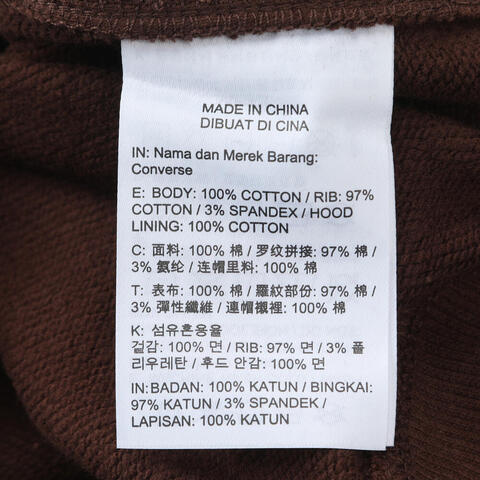 MADE IN CHINA
DIBUAT DI CINA
IN: Nama dan Merek Barang:
Converse
E: BODY: 100% COTTON / RIB: 97%
COTTON / 3% SPANDEX / HOOD
LINING: 100% COTTON
C: 面料: 100% 棉 / 罗纹拼接: 97% 棉 /
3% 氨纶 / 连帽里料: 100% 棉
T: 表布: 100% 棉 / 羅紋部份: 97% 棉 /
3% 彈性纖維 / 連帽襯裡: 100% 棉
K: 섬유혼용율
겉감: 100% 면 / RIB: 97% 면 / 3% 폴
리우레탄 / 후드 안감: 100% 면
IN: BADAN: 100% KATUN / BINGKAI:
97% KATUN / 3% SPANDEK /
LAPISAN: 100% KATUN